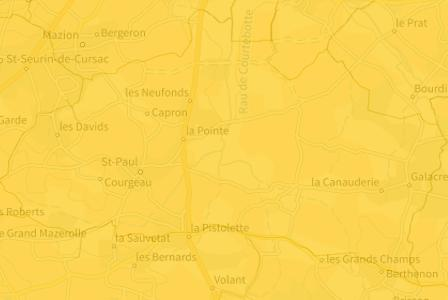 le Prat
Mazion
Bergeron
St-Seurin-de-Cursac
Rau de Courtebotte
les Neufonds
Bourdi
Capron
Garde
les Davids
la Pointe
St-Paul
Galacre
Courgeau
la Canauderie
s Roberts
la Pistolette
e Grand Mazerolle
la Sauvetat
les Bernards
les Grands Champs
Berthenon
Volant